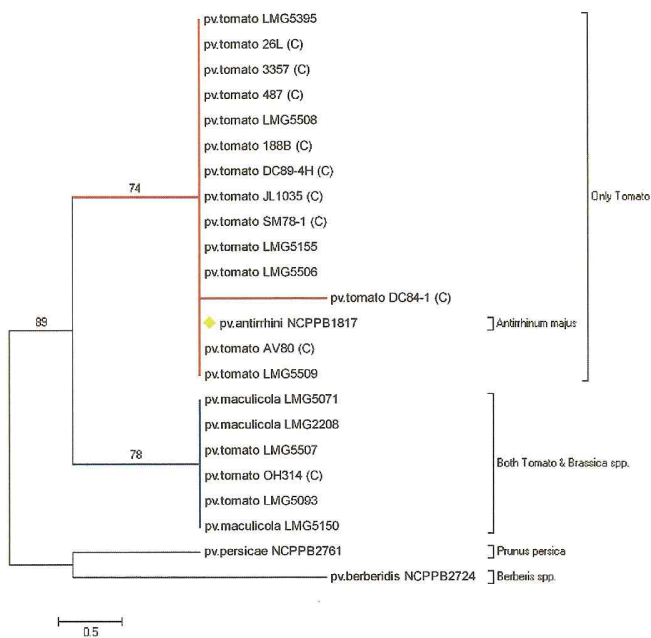 pv.tomato LMG5395
pv.tomato 26L (C)
pv.tomato 3357 (C)
pv.tomato 487 (C)
pv.tomato LMG5508
pv.tomato 188B (C)
pv.tomato DC89-4H (C)
74
pv.tomato JL1035 (C)
Only Tomato
pv.tomato SM78-1 (C)
pv.tomato LMG5155
pv.tomato LMG5506
pv.tomato DC84-1 (C)
89
pv.antirrhini NCPPB1817
Antirrhinum majus
pv.tomato AV80 (C)
pv.tomato LMG5509
pv.maculicola LMG5071
pv.maculicola LMG2208
pv.tomato LMG5507
78
Both Tomato & Brassica spp.
pv.tomato OH314 (C)
pv.tomato LMG5093
pv.maculicola LMG5150
pv.persicae NCPPB2761
Prunus persica
pv.berberidis NCPPB2724
Berberis spp.
0.5